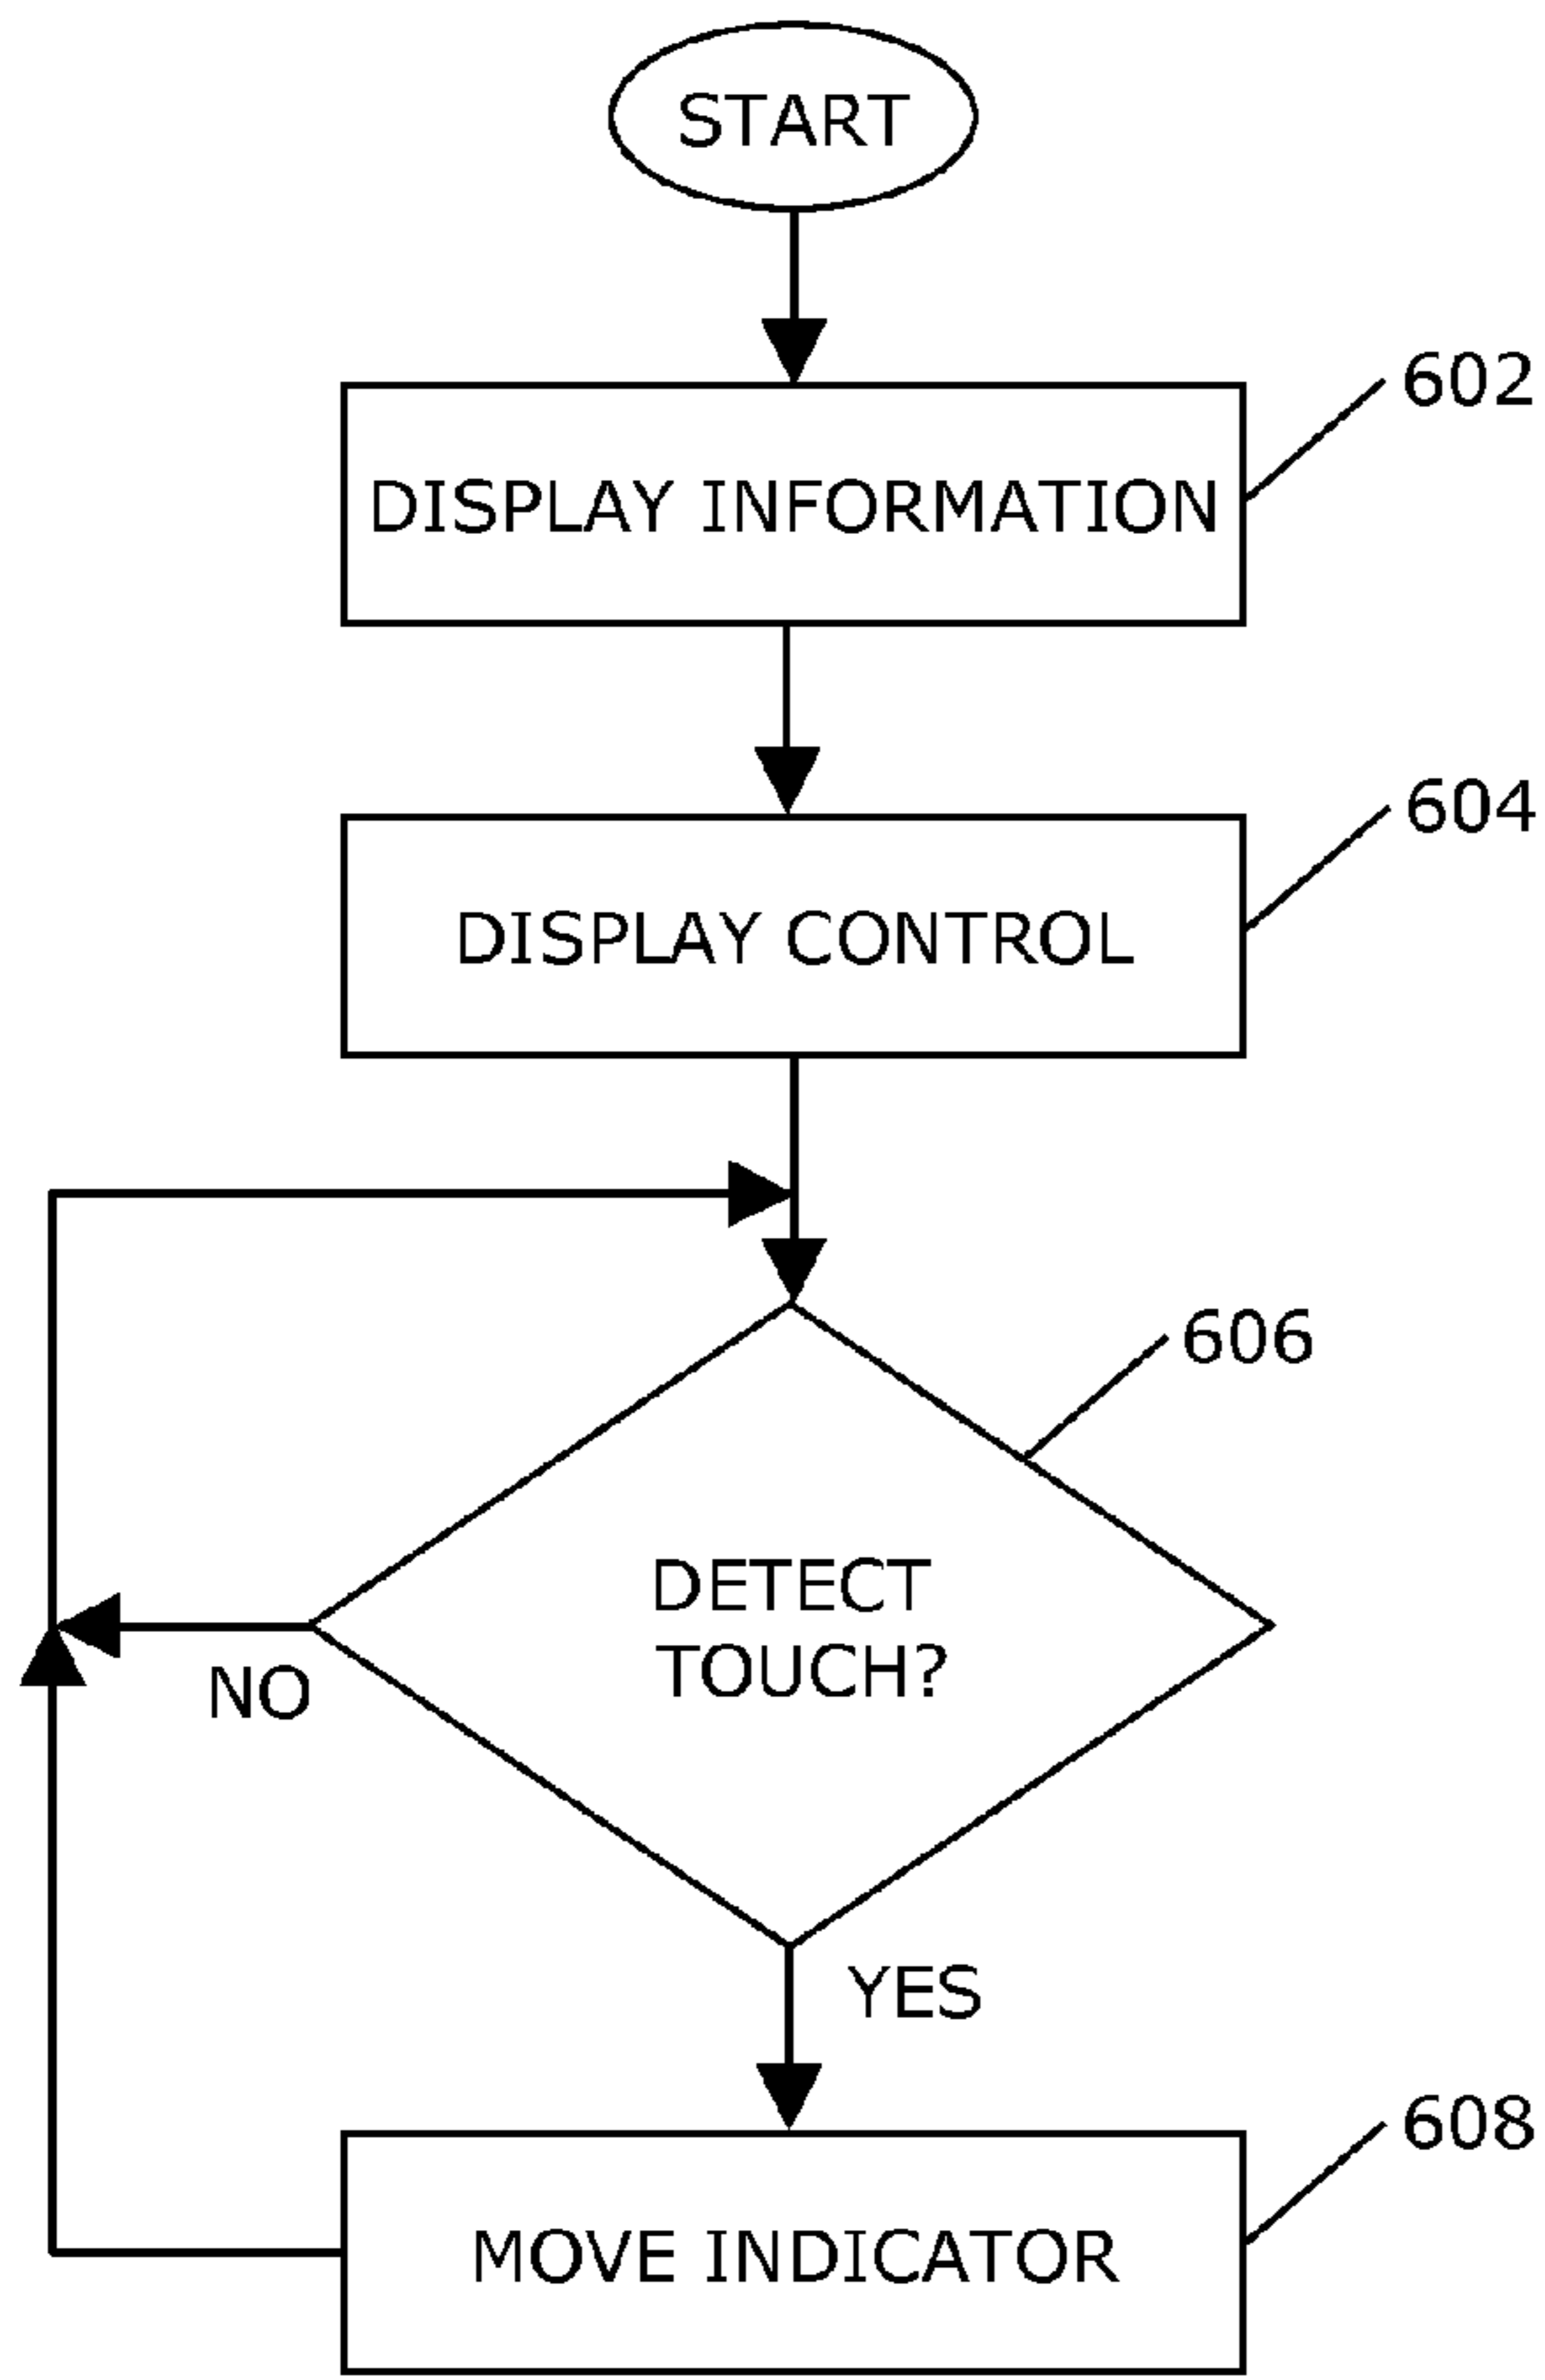 START
602
DISPLAY INFORMATION
604
DISPLAY CONTROL
606
DETECT
TOUCH?
NO
YES
608
MOVE INDICATOR